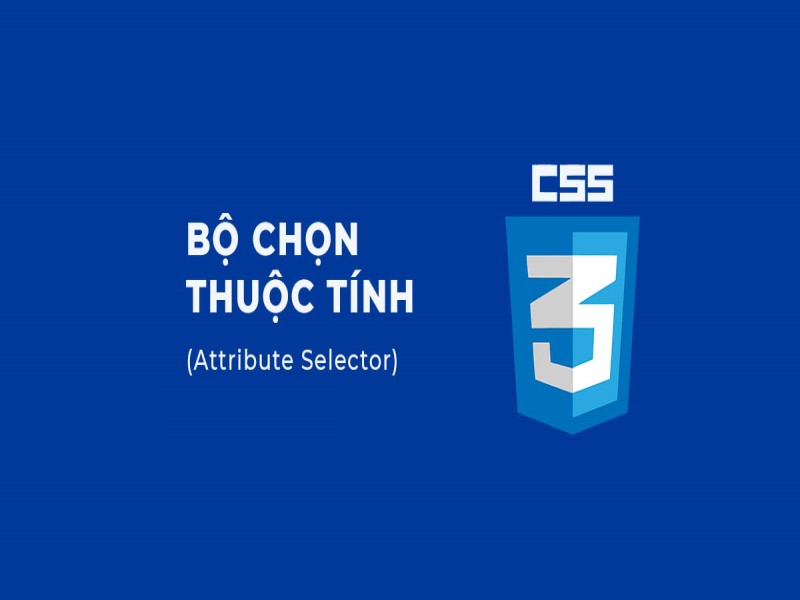 BỘ CHỌN
THUỘC TÍNH
(Attribute Selector)
CSS
3